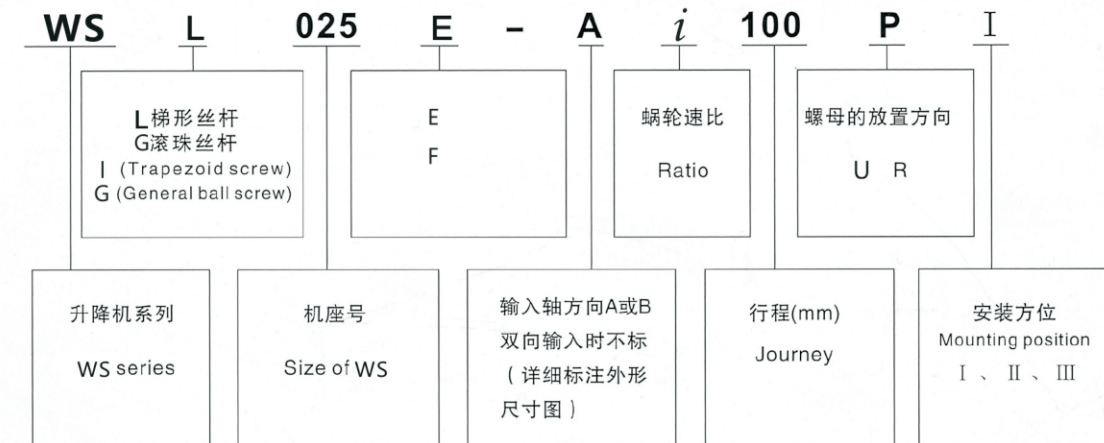 WS L 025 E - A i 100 P I
L梯形丝杆
G滚珠丝杆
I (Trapezoid screw)
G (General ball screw)
E
F
蜗轮速比
Ratio
螺母的放置方向
U R
升降机系列
WS series
机座号
Size of WS
输入轴方向A或B
双向输入时不标
(详细标注外形
尺寸图)
行程(mm)
Journey
安装方位
Mounting position
Ⅰ、Ⅱ、Ⅲ